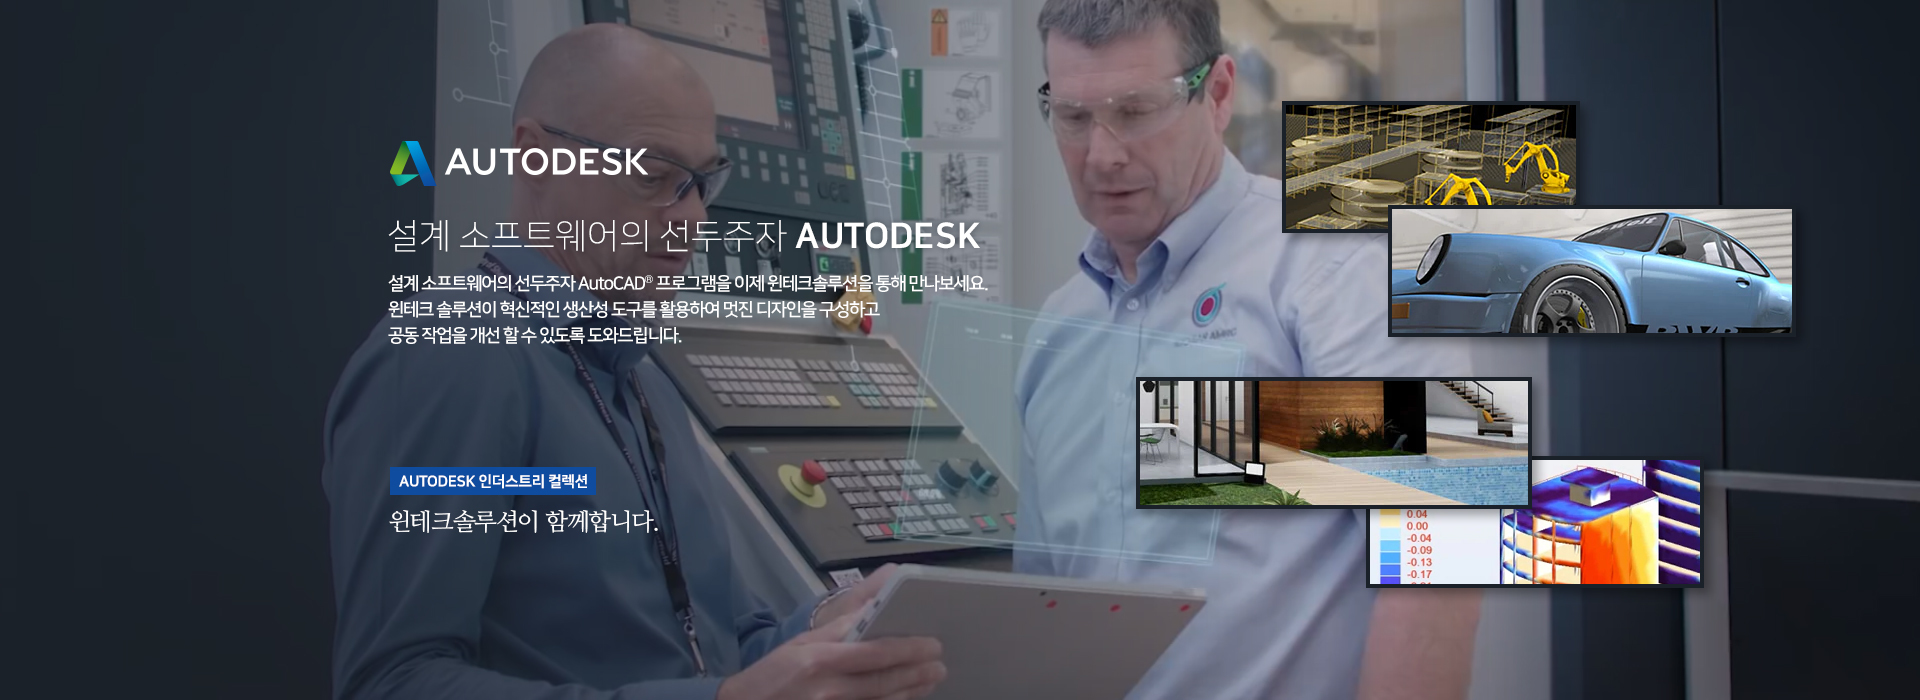 AUTODESK
설계 소프트웨어의 선두주자 AUTODESK
설계 소프트웨어의 선두주자 AutoCAD® 프로그램을 이제 윈테크솔루션을 통해 만나보세요.
윈테크 솔루션이 혁신적인 생산성 도구를 활용하여 멋진 디자인을 구성하고
공동 작업을 개선 할 수 있도록 도와드립니다.
AUTODESK 인더스트리 컬렉션
윈테크솔루션이 함께합니다.
0.04
0.00
-0.04
-0.09
-0.13
-0.17